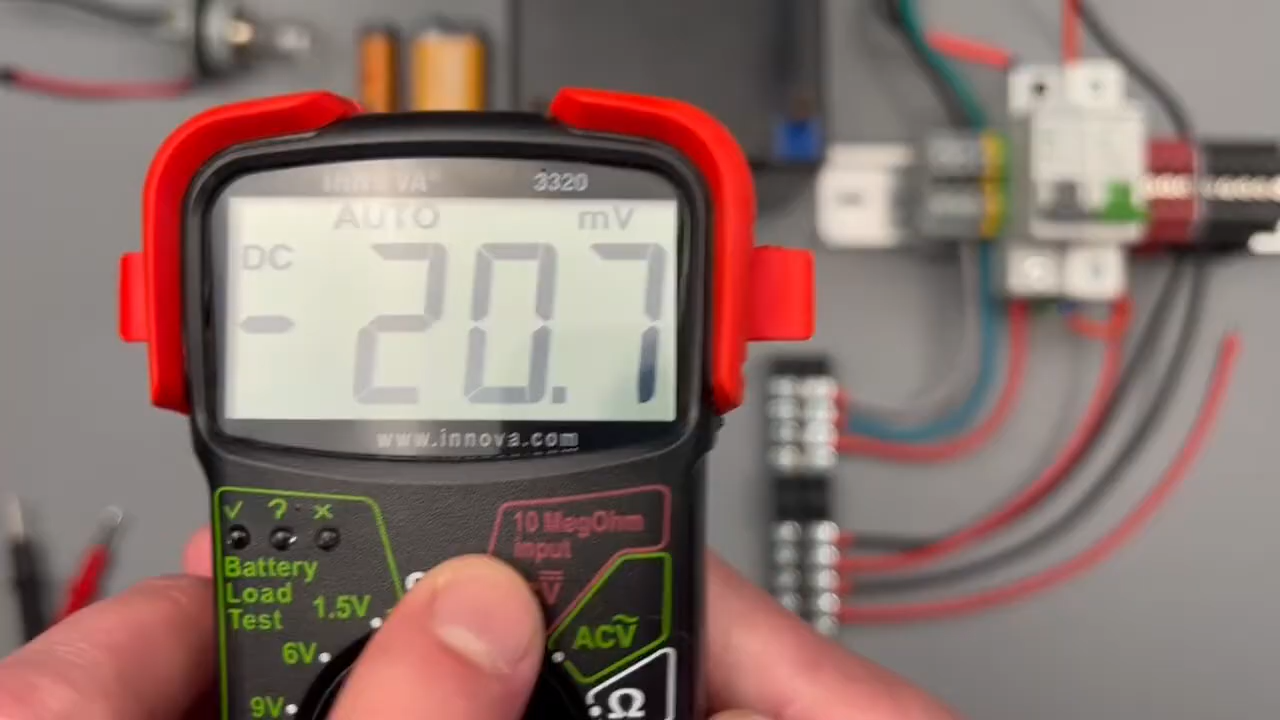 INNOVA 3320
AUTO mV
DC
-20.7
www.innova.com
✓ ? ×
Battery
Load
Test
1.5V
6V
9V
10 MegOhm
Input
ACV
Ω